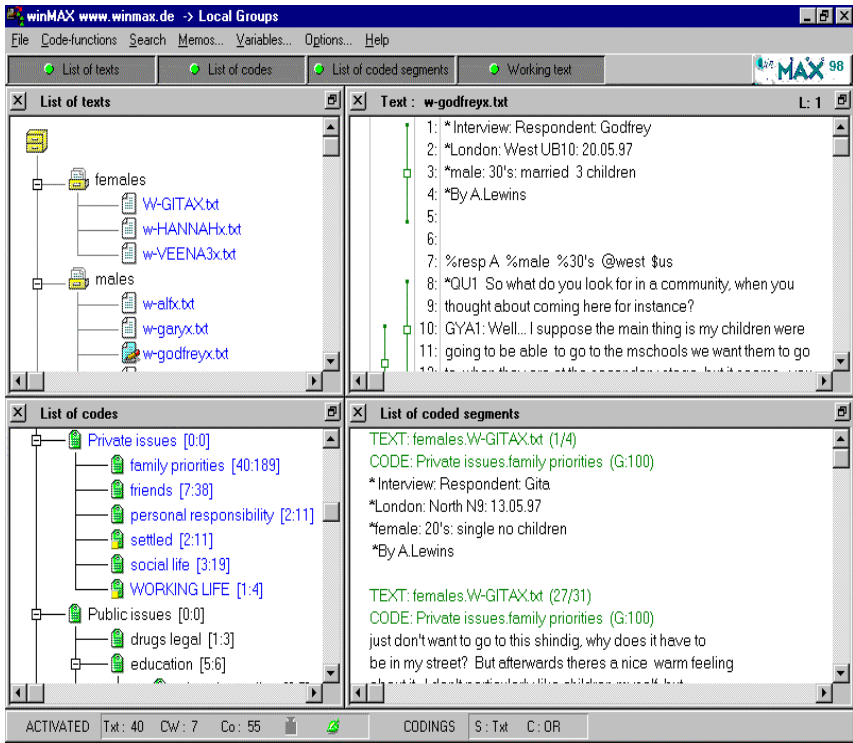 winMAX www.winmax.de -> Local Groups
File Code-functions Search Memos... Variables... Options... Help
List of texts List of codes List of coded segments Working text
win MAX 98
List of texts
females
W-GITAX.txt
w-HANNAHx.txt
w-VEENA3x.txt
males
w-alfx.txt
w-garyx.txt
w-godfreyx.txt
Text : w-godfreyx.txt L: 1
1: * Interview: Respondent: Godfrey
2: *London: West UB10: 20.05.97
3: *male: 30's: married 3 children
4: *By A.Lewins
5:
6:
7: %resp A %male %30's @west $us
8: *QU1 So what do you look for in a community, when you
9: thought about coming here for instance?
10: GYA1: Well... I suppose the main thing is my children were
11: going to be able to go to the mschools we want them to go
List of codes
Private issues [0:0]
family priorities [40:189]
friends [7:38]
personal responsibility [2:11]
settled [2:11]
social life [3:19]
WORKING LIFE [1:4]
Public issues [0:0]
drugs legal [1:3]
education [5:6]
List of coded segments
TEXT: females.W-GITAX.txt (1/4)
CODE: Private issues.family priorities (G:100)
* Interview: Respondent: Gita
*London: North N9: 13.05.97
*female: 20's: single no children
*By A.Lewins
TEXT: females.W-GITAX.txt (27/31)
CODE: Private issues.family priorities (G:100)
just don't want to go to this shindig, why does it have to
be in my street? But afterwards theres a nice warm feeling
ACTIVATED Txt: 40 CW: 7 Co: 55 CODINGS S: Txt C: OR